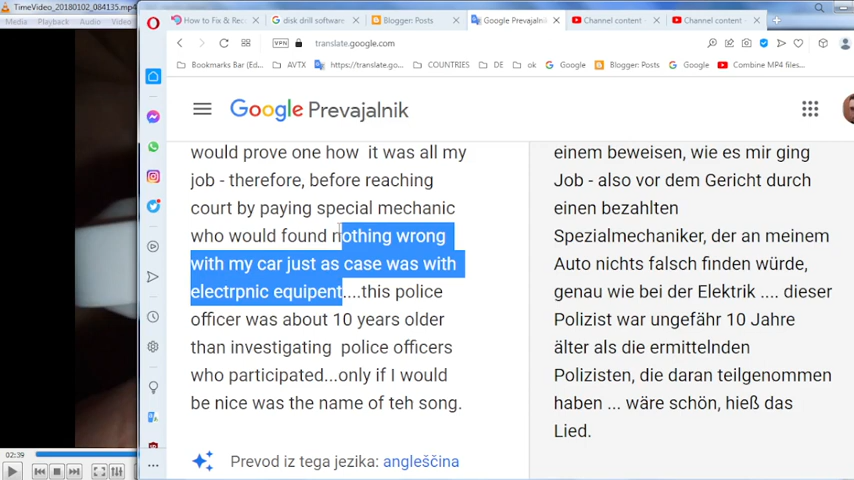 TimeVideo_20180102_084135.mp4
Media Playback Audio Video
How to Fix & Rec
disk drill software
Blogger: Posts
Google Prevajal
Channel content
Channel content
VPN translate.google.com
Bookmarks Bar (Ed...
AVTX
https://translate.go...
COUNTRIES
DE
ok
Google
Blogger: Posts
Google
Combine MP4 files...
Google Prevajalnik
would prove one how it was all my
job - therefore, before reaching
court by paying special mechanic
who would found nothing wrong
with my car just as case was with
electrpnic equipent....this police
officer was about 10 years older
than investigating police officers
who participated...only if I would
be nice was the name of teh song.
einem beweisen, wie es mir ging
Job - also vor dem Gericht durch
einen bezahlten
Spezialmechaniker, der an meinem
Auto nichts falsch finden würde,
genau wie bei der Elektrik .... dieser
Polizist war ungefähr 10 Jahre
älter als die ermittelnden
Polizisten, die daran teilgenommen
haben ... wäre schön, hieß das
Lied.
Prevod iz tega jezika: angleščina
02:39